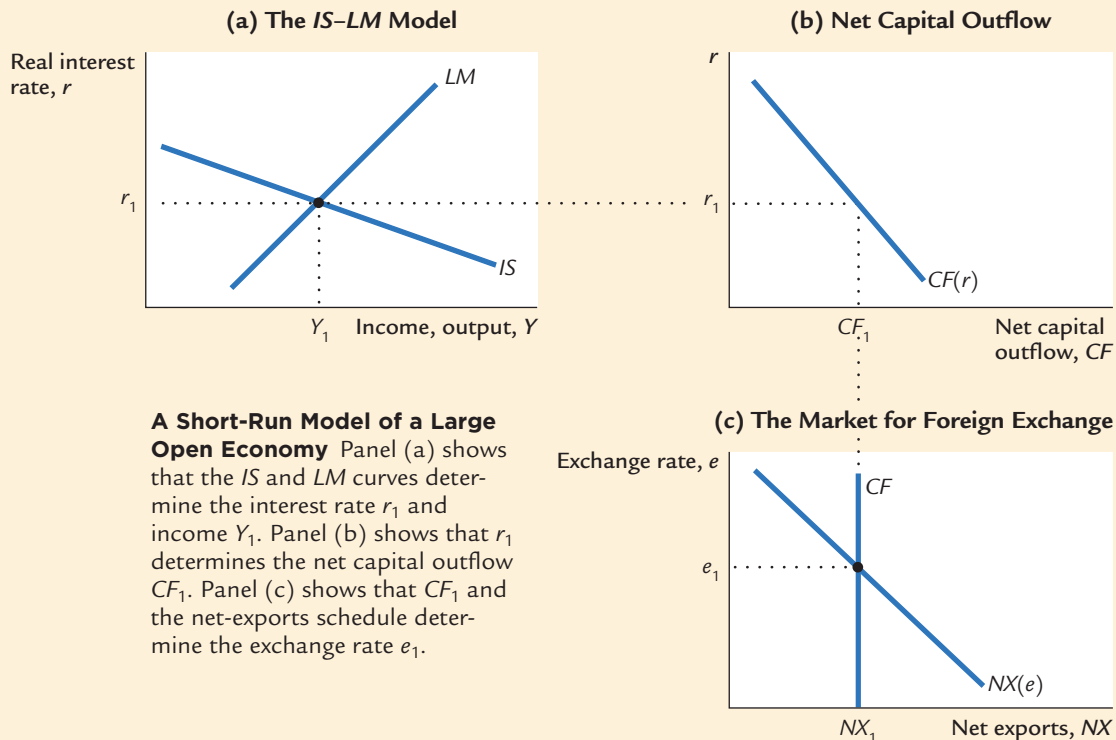 (a) The IS–LM Model
Real interest
rate, r
LM
r₁
IS
Y₁
Income, output, Y
(b) Net Capital Outflow
r
r₁
CF(r)
CF₁
Net capital
outflow, CF
A Short-Run Model of a Large
Open Economy Panel (a) shows
that the IS and LM curves deter-
mine the interest rate r₁ and
income Y₁. Panel (b) shows that r₁
determines the net capital outflow
CF₁. Panel (c) shows that CF₁ and
the net-exports schedule deter-
mine the exchange rate e₁.
(c) The Market for Foreign Exchange
Exchange rate, e
CF
e₁
NX(e)
NX₁
Net exports, NX